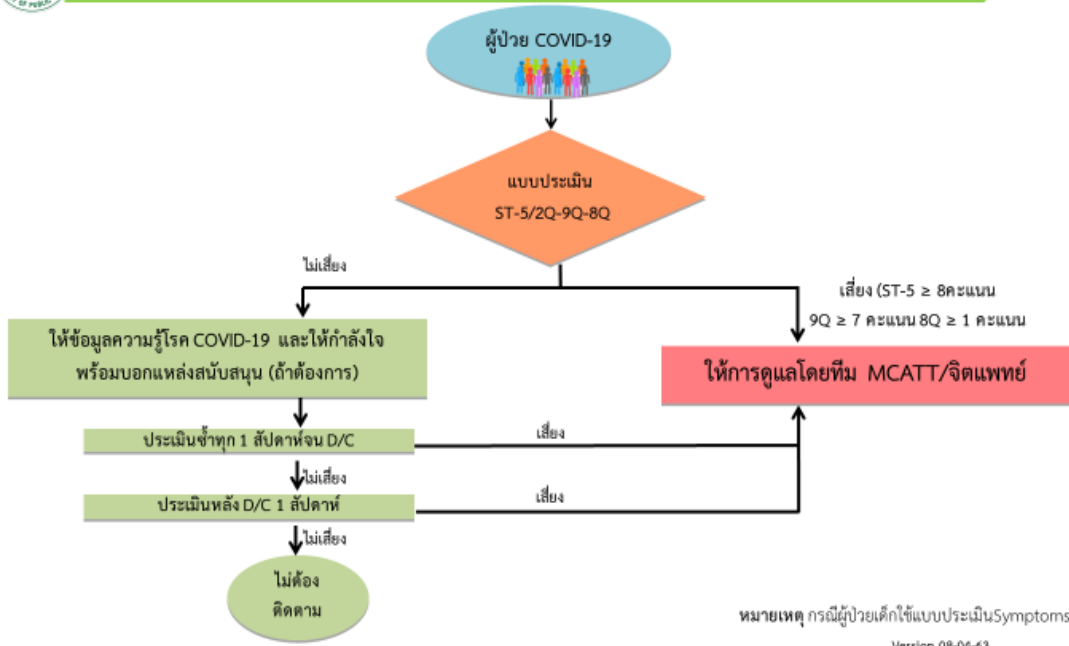 ผู้ป่วย COVID-19
แบบประเมิน
ST-5/2Q-9Q-8Q
ไม่เสี่ยง
เสี่ยง (ST-5 ≥ 8คะแนน
9Q ≥ 7 คะแนน 8Q ≥ 1 คะแนน
ให้ข้อมูลความรู้โรค COVID-19 และให้กำลังใจ
พร้อมบอกแหล่งสนับสนุน (ถ้าต้องการ)
ให้การดูแลโดยทีม MCATT/จิตแพทย์
ประเมินซ้ำทุก 1 สัปดาห์จน D/C
เสี่ยง
ไม่เสี่ยง
ประเมินหลัง D/C 1 สัปดาห์
เสี่ยง
ไม่เสี่ยง
ไม่ต้อง
ติดตาม
หมายเหตุ กรณีผู้ป่วยเด็กใช้แบบประเมินSymptoms
Version 08-04-63